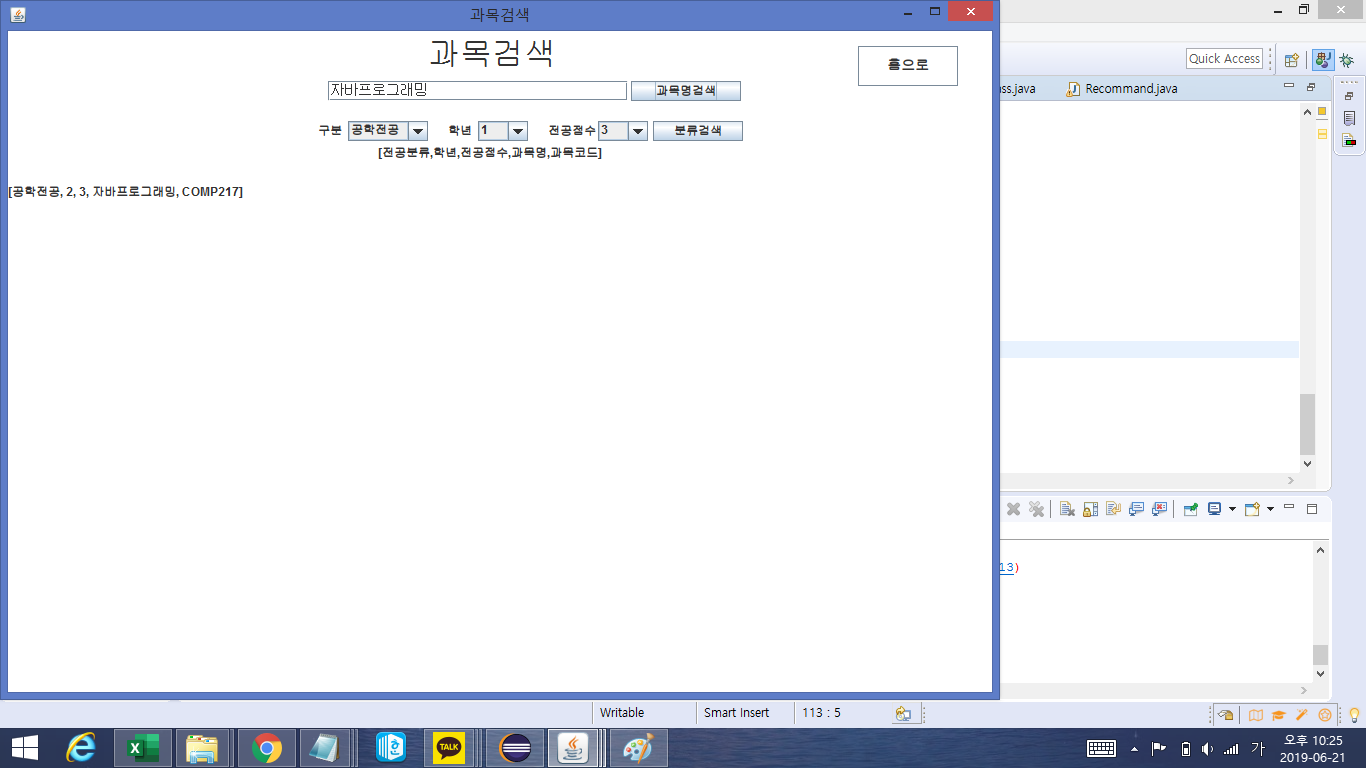 과목검색
과목검색
홈으로
자바프로그래밍 과목명검색
구분 공학전공 학년 1 전공점수 3 분류검색
[전공분류,학년,전공점수,과목명,과목코드]
[공학전공, 2, 3, 자바프로그래밍, COMP217]
Quick Access
ss.java Recommand.java
13)
Writable Smart Insert 113 : 5
TALK
가
오후 10:25
2019-06-21